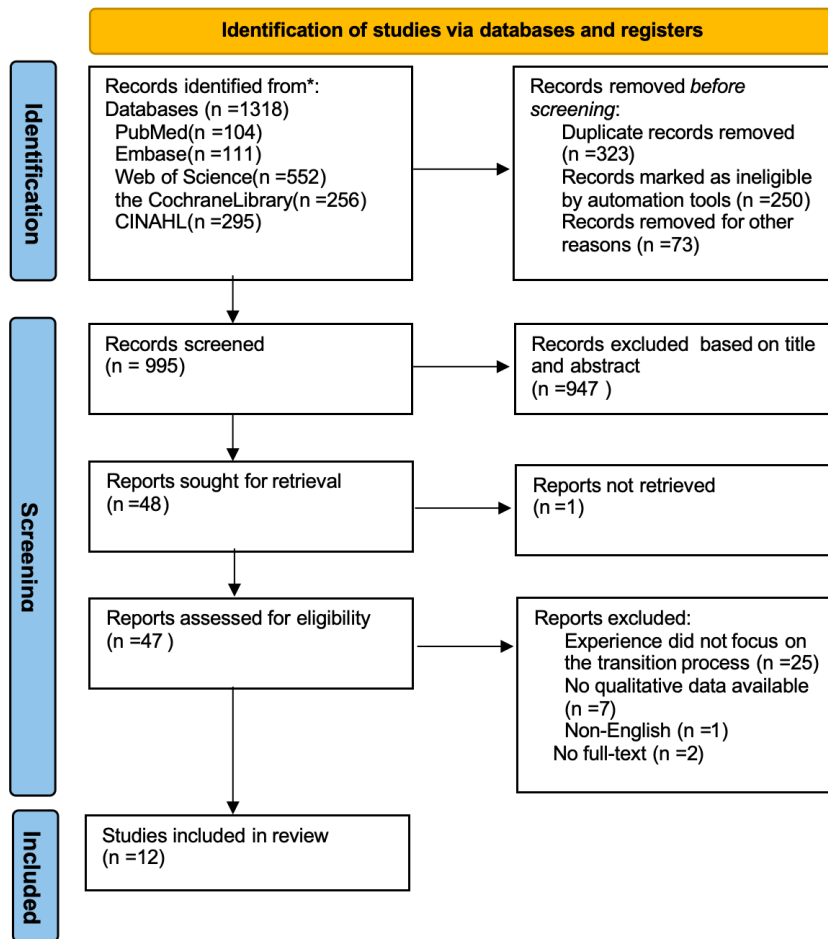 Identification of studies via databases and registers
Identification
Records identified from*:
Databases (n =1318)
PubMed(n =104)
Embase(n =111)
Web of Science(n =552)
the CochraneLibrary(n =256)
CINAHL(n =295)
Records removed before
screening:
Duplicate records removed
(n =323)
Records marked as ineligible
by automation tools (n =250)
Records removed for other
reasons (n =73)
Screening
Records screened
(n = 995)
Records excluded based on title
and abstract
(n =947 )
Reports sought for retrieval
(n =48)
Reports not retrieved
(n =1)
Reports assessed for eligibility
(n =47 )
Reports excluded:
Experience did not focus on
the transition process (n =25)
No qualitative data available
(n =7)
Non-English (n =1)
No full-text (n =2)
Included
Studies included in review
(n =12)